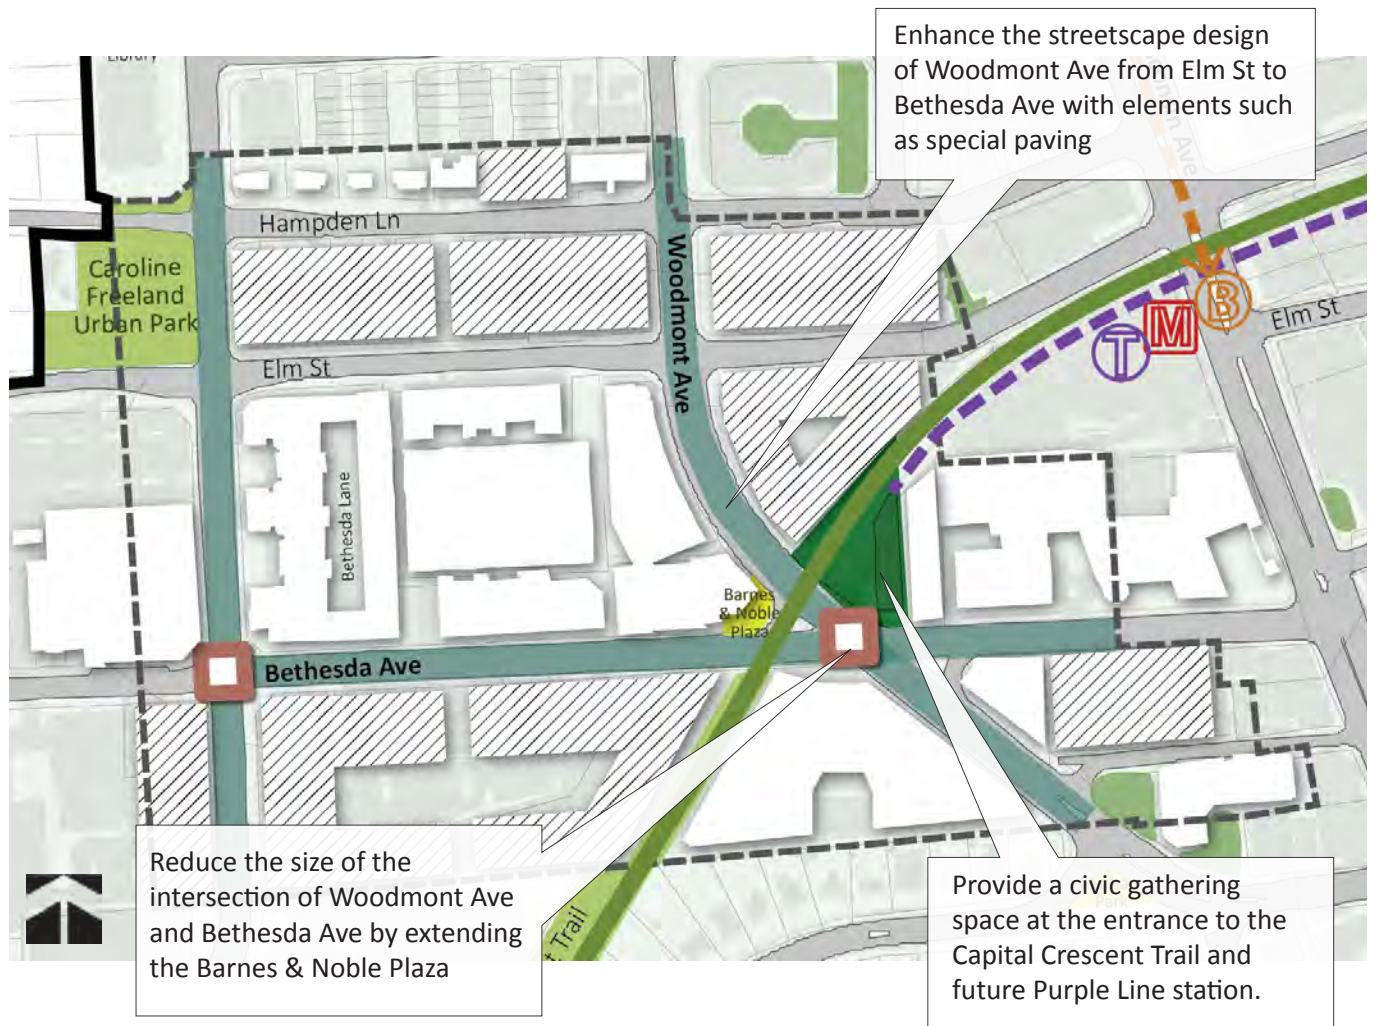 Enhance the streetscape design
of Woodmont Ave from Elm St to
Bethesda Ave with elements such
as special paving
Library
Hampden Ln
Caroline
Freeland
Urban Park
Woodmont Ave
Elm St
B
M
T
Elm St
Bethesda Lane
Barnes
& Noble
Plaza
Bethesda Ave
Reduce the size of the
intersection of Woodmont Ave
and Bethesda Ave by extending
the Barnes & Noble Plaza
Trail
Park
Provide a civic gathering
space at the entrance to the
Capital Crescent Trail and
future Purple Line station.